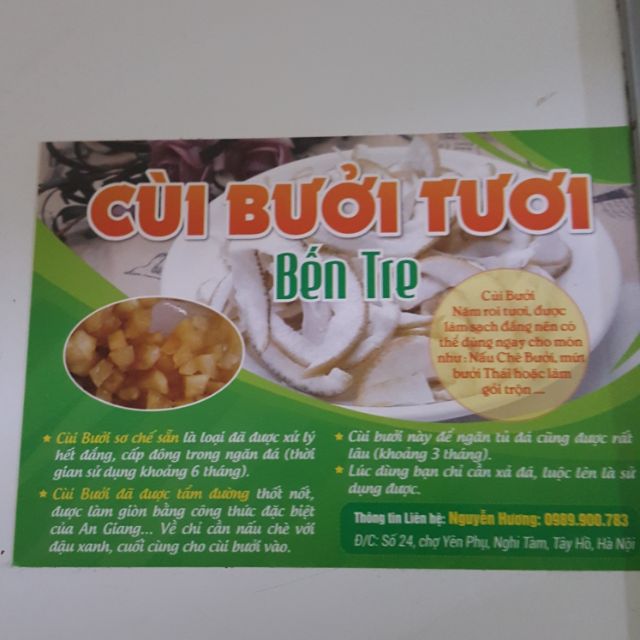 CÙI BƯỞI TƯƠI
Bến Tre
Cùi Bưởi
Năm roi tươi, được
làm sạch đắng nên có
thể dùng ngay cho món
như : Nấu Chè Bưởi, mứt
bưởi Thái hoặc làm
gỏi trộn ...
★ Cùi Bưởi sơ chế sẵn là loại đã được xử lý
hết đắng, cấp đông trong ngăn đá (thời
gian sử dụng khoảng 6 tháng).
★ Cùi Bưởi đã được tẩm đường thốt nốt,
được làm giòn bằng công thức đặc biệt
của An Giang... Về chỉ cần nấu chè với
đậu xanh, cuối cùng cho cùi bưởi vào.
★ Cùi bưởi này để ngăn tủ đá cũng được rất
lâu (khoảng 3 tháng).
★ Lúc dùng bạn chỉ cần xả đá, luộc lên là sử
dụng được.
Thông tin Liên hệ: Nguyễn Hương: 0989.900.783
Đ/C: Số 24, chợ Yên Phụ, Nghi Tàm, Tây Hồ, Hà Nội